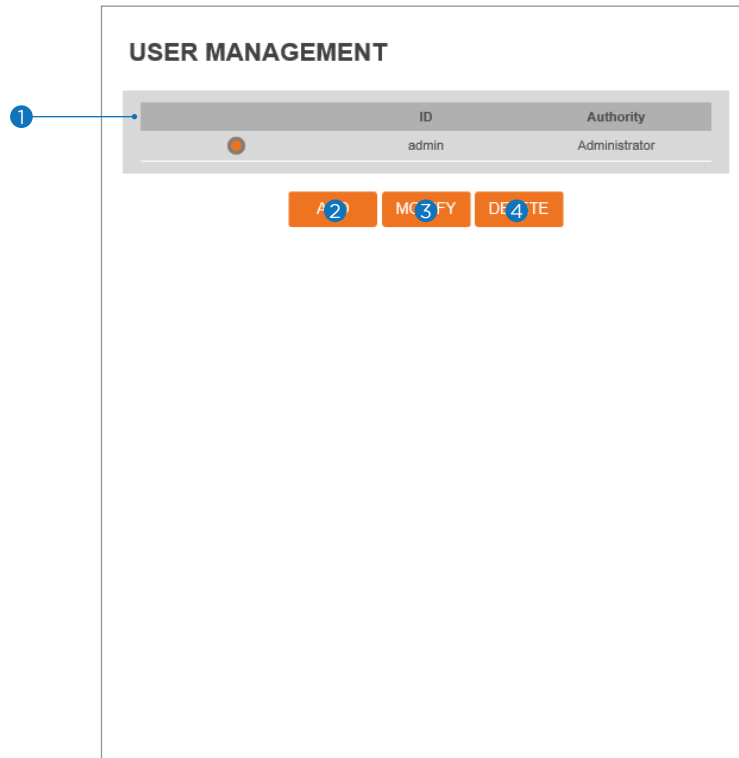 USER MANAGEMENT
1
ID Authority
admin Administrator
2 3 4